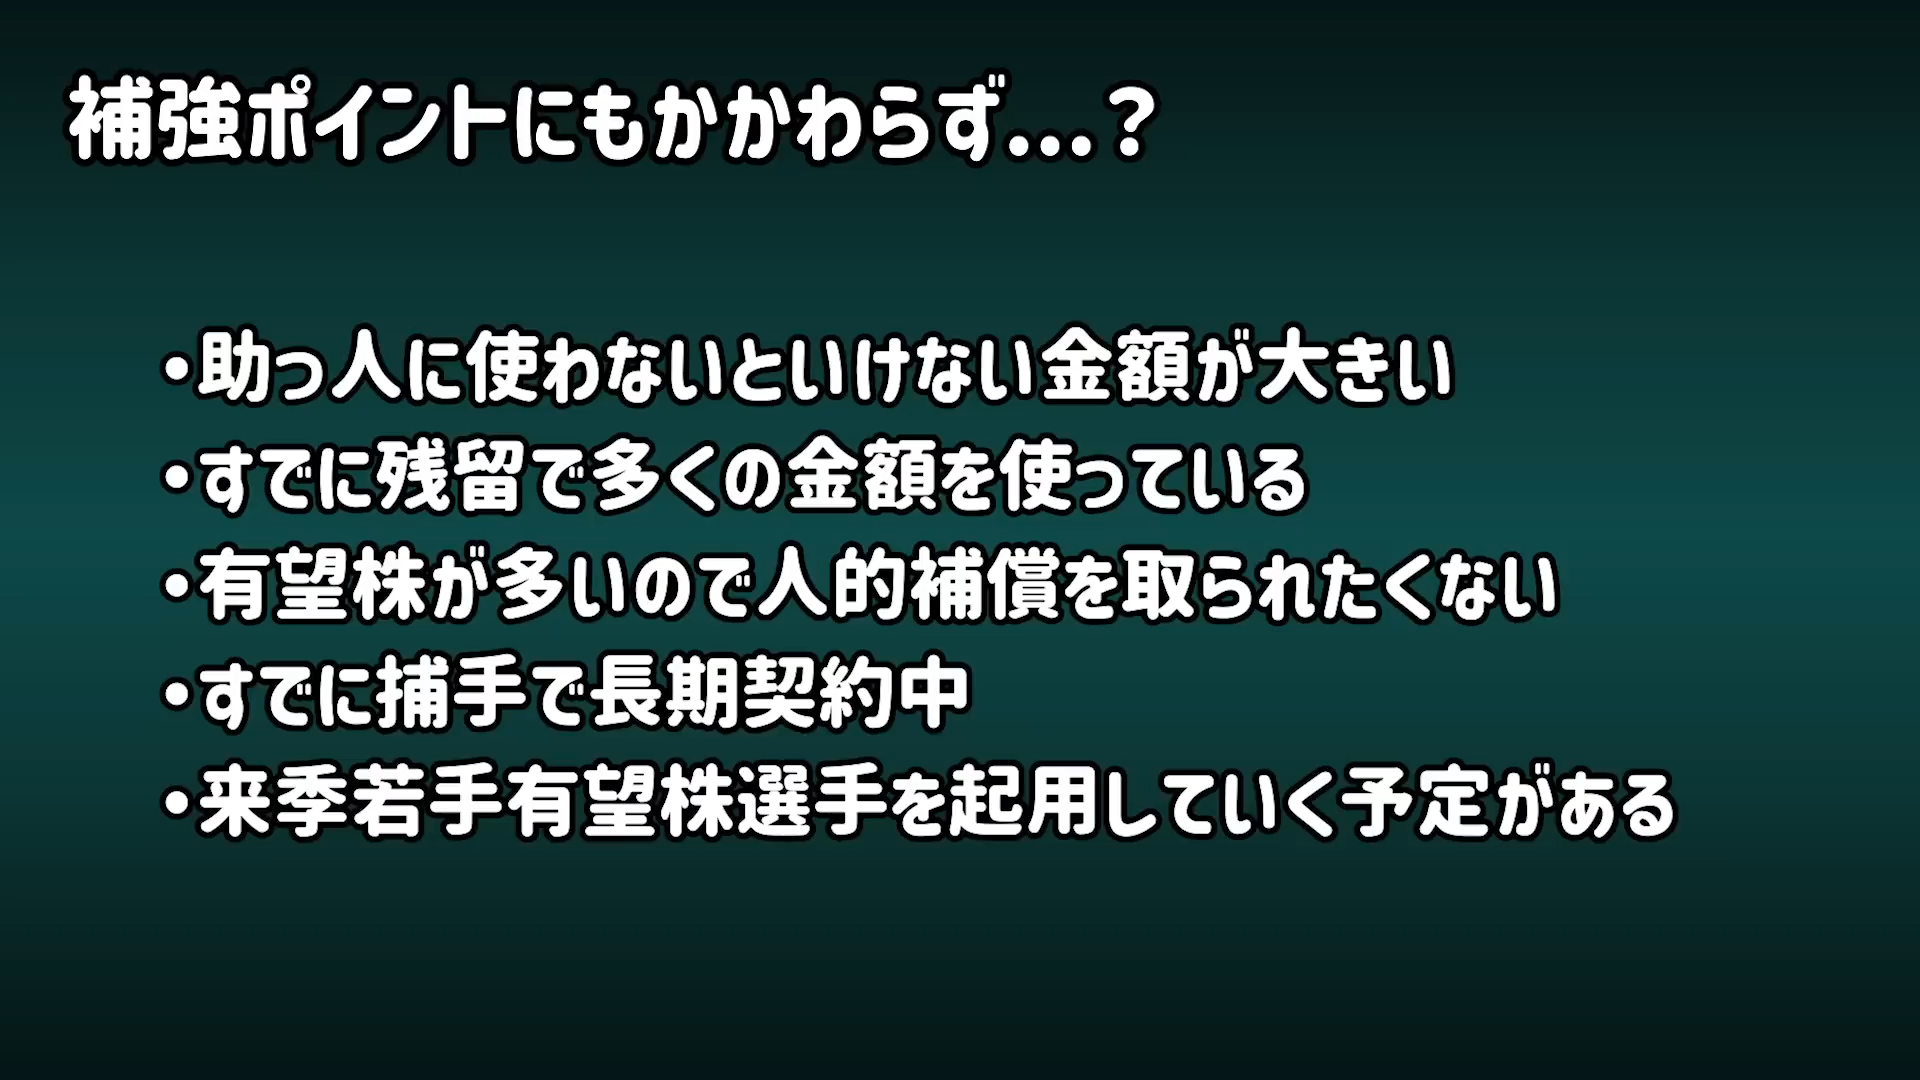 補強ポイントにもかかわらず...？
・助っ人に使わないといけない金額が大きい
・すでに残留で多くの金額を使っている
・有望株が多いので人的補償を取られたくない
・すでに捕手で長期契約中
・来季若手有望株選手を起用していく予定がある